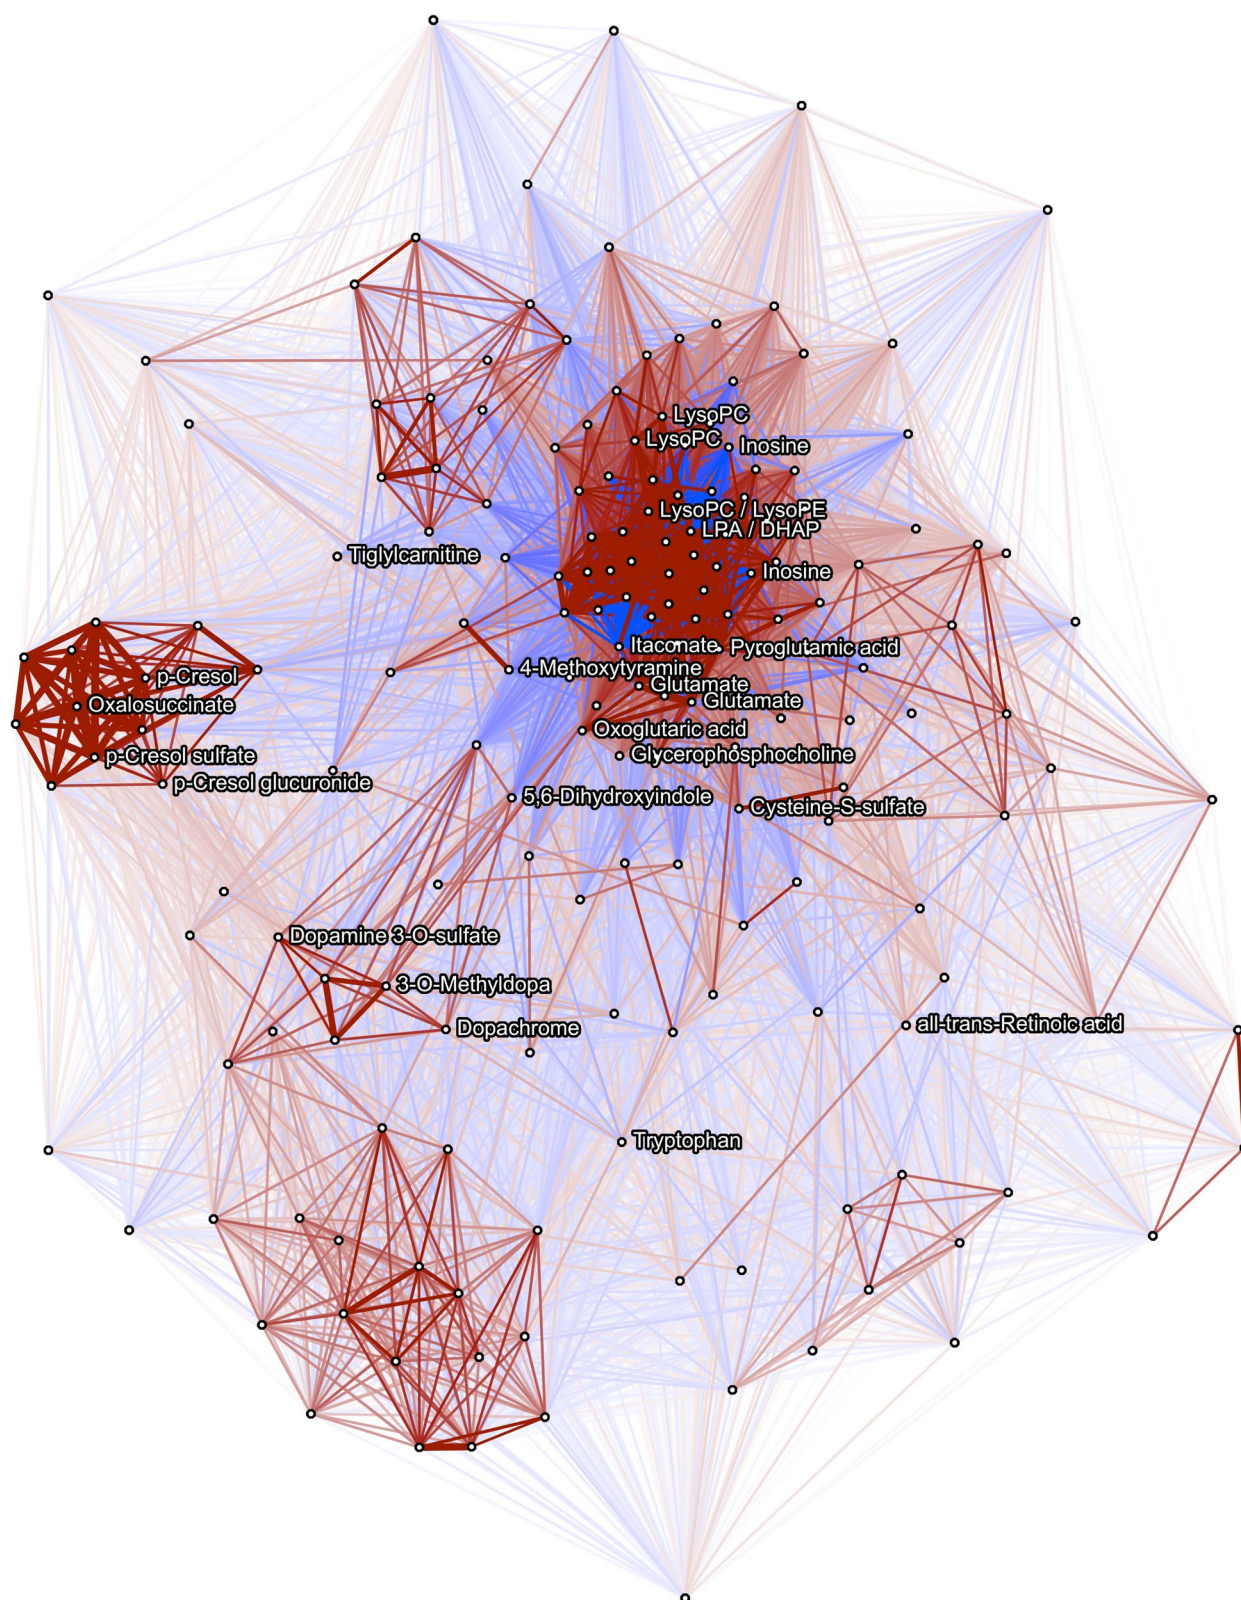 LysoPC
LysoPC
Inosine
LysoPC / LysoPE
LPA / DHAP
Tiglylcarnitine
Inosine
Itaconate
Pyroglutamic acid
4-Methoxytyramine
p-Cresol
Glutamate
Glutamate
Oxalosuccinate
Oxoglutaric acid
p-Cresol sulfate
Glycerophosphocholine
p-Cresol glucuronide
5,6-Dihydroxyindole
Cysteine-S-sulfate
Dopamine 3-O-sulfate
3-O-Methyldopa
Dopachrome
all-trans-Retinoic acid
Tryptophan